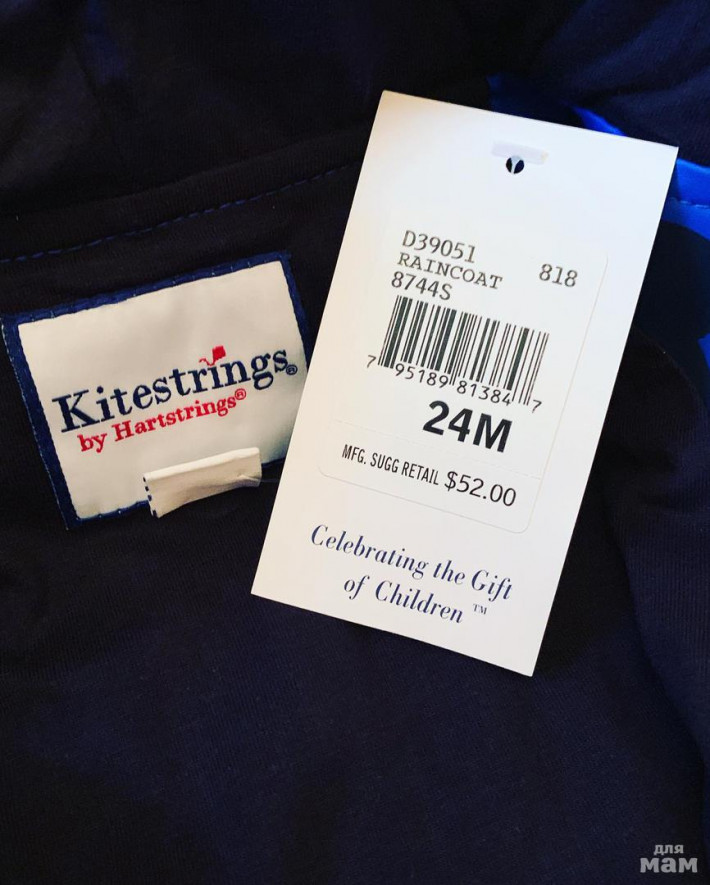 Kitestrings®
by Hartstrings®
D39051 818
RAINCOAT
8744S
7 95189 81384 7
24M
MFG. SUGG RETAIL $52.00
Celebrating the Gift
of Children ™
для
мам